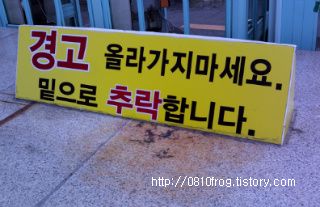 경고 올라가지마세요.
밑으로 추락합니다.
http://0810frog.tistory.com